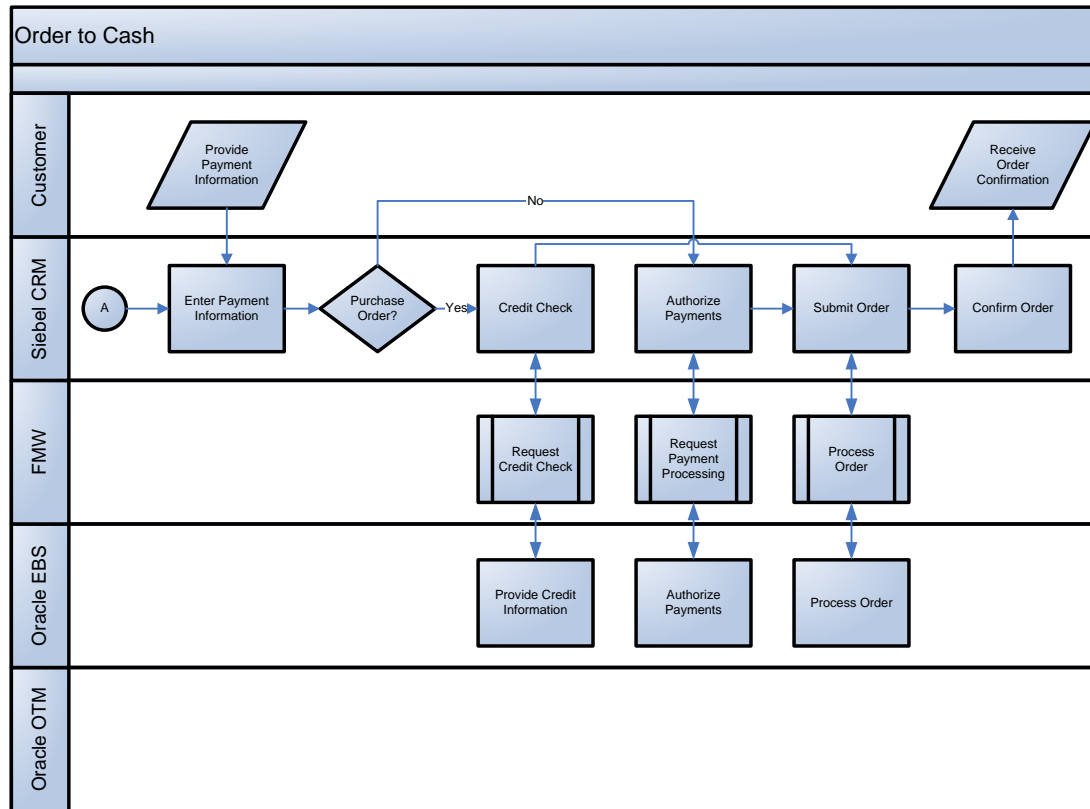 Order to Cash
Customer
Provide
Payment
Information
Receive
Order
Confirmation
No
Siebel CRM
A
Enter Payment
Information
Purchase
Order?
Yes
Credit Check
Authorize
Payments
Submit Order
Confirm Order
FMW
Request
Credit Check
Request
Payment
Processing
Process
Order
Oracle EBS
Provide Credit
Information
Authorize
Payments
Process Order
Oracle OTM